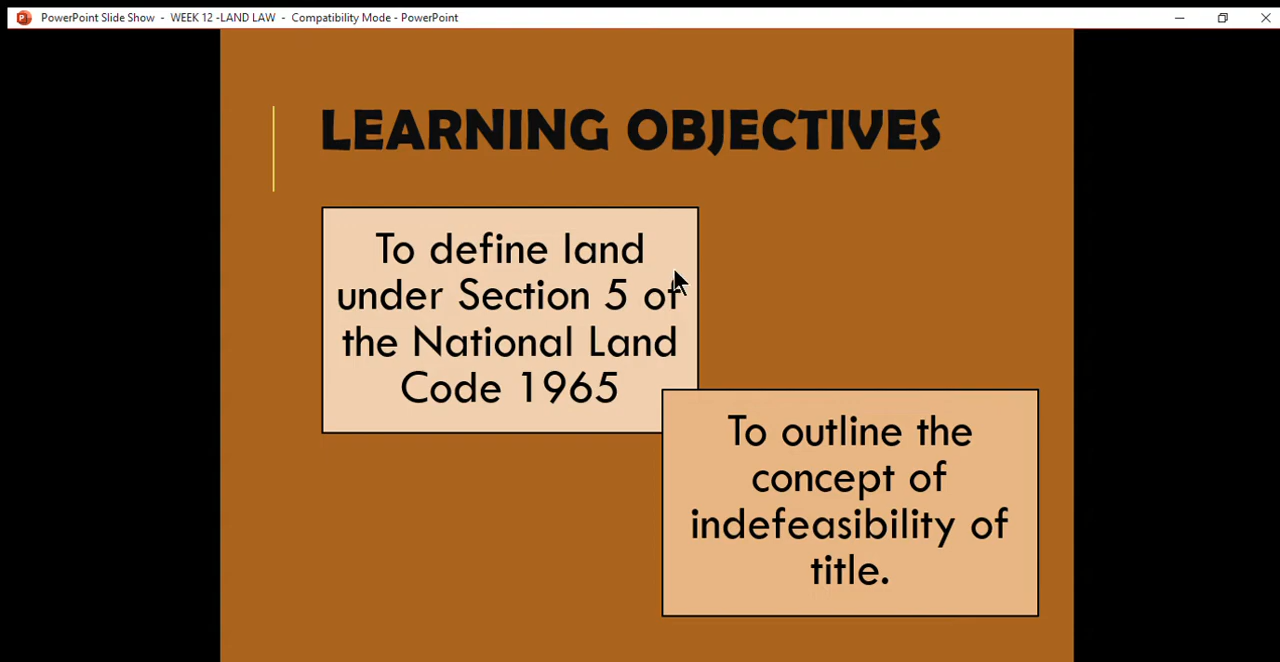 PowerPoint Slide Show - WEEK 12 -LAND LAW - Compatibility Mode - PowerPoint
LEARNING OBJECTIVES
To define land
under Section 5 of
the National Land
Code 1965
To outline the
concept of
indefeasibility of
title.